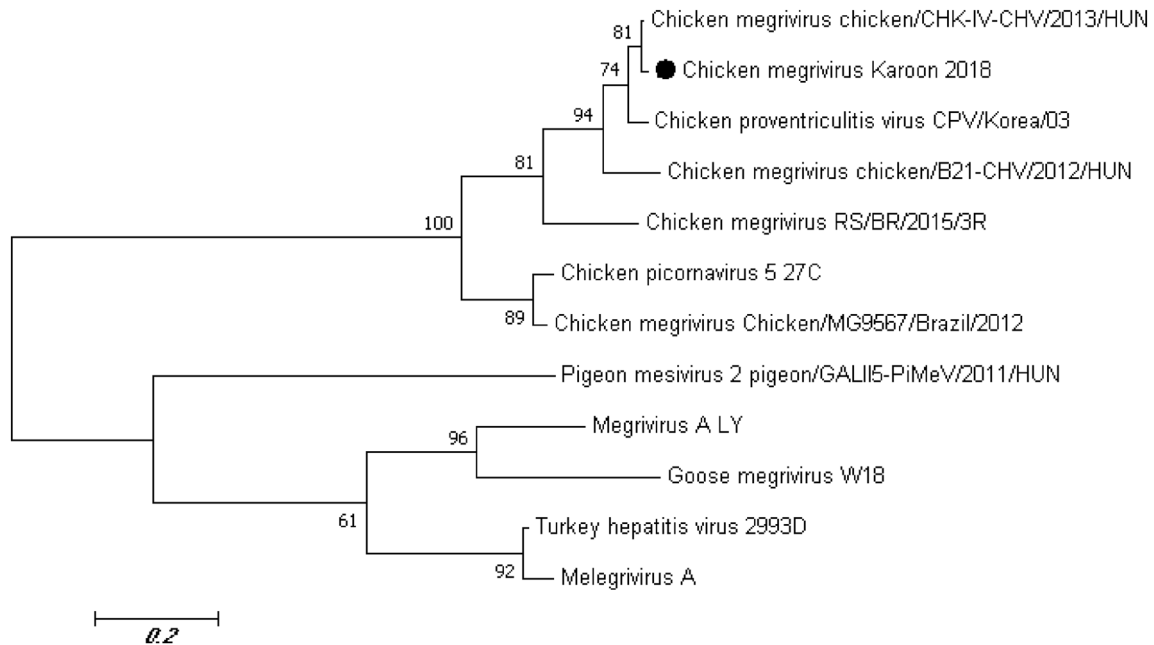 Chicken megrivirus chicken/CHK-IV-CHV/2013/HUN
81
Chicken megrivirus Karoon 2018
74
Chicken proventriculitis virus CPV/Korea/03
94
Chicken megrivirus chicken/B21-CHV/2012/HUN
81
Chicken megrivirus RS/BR/2015/3R
100
Chicken picornavirus 5 27C
89
Chicken megrivirus Chicken/MG9567/Brazil/2012
Pigeon mesivirus 2 pigeon/GALII5-PiMeV/2011/HUN
Megrivirus A LY
96
Goose megrivirus W18
61
Turkey hepatitis virus 2993D
92
Melegrivirus A
0.2